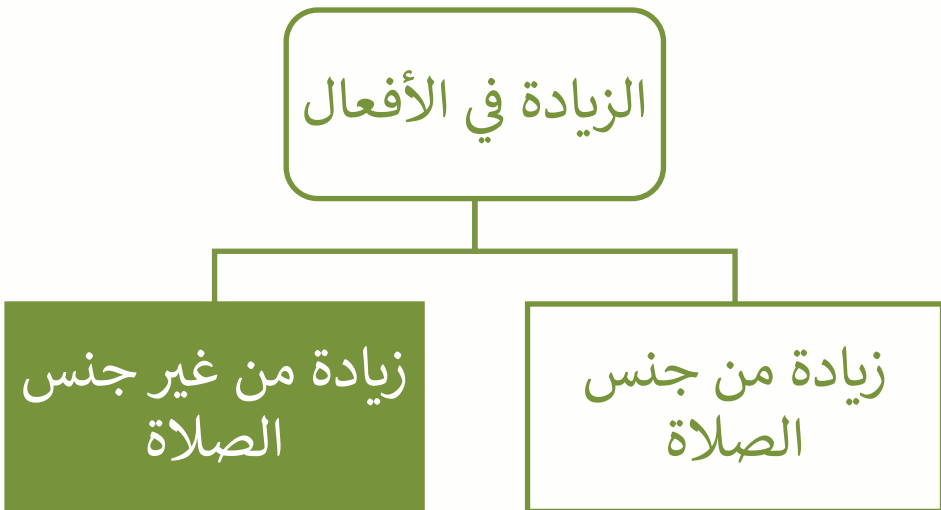 الزيادة في الأفعال
زيادة من جنس
الصلاة
زيادة من غير جنس
الصلاة